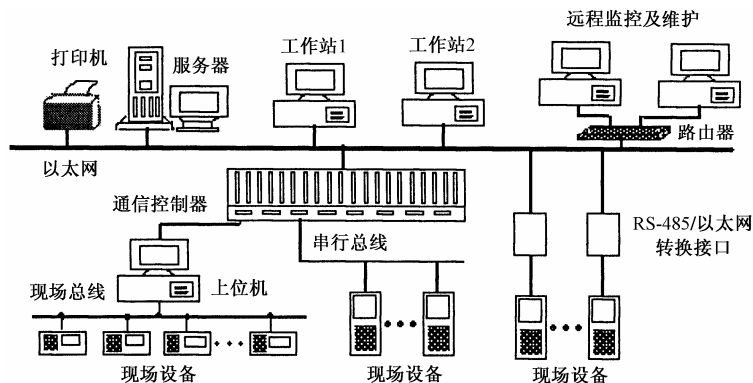 远程监控及维护
工作站1
工作站2
打印机
服务器
路由器
以太网
通信控制器
RS-485/以太网
转换接口
串行总线
现场总线
上位机
现场设备
现场设备
现场设备